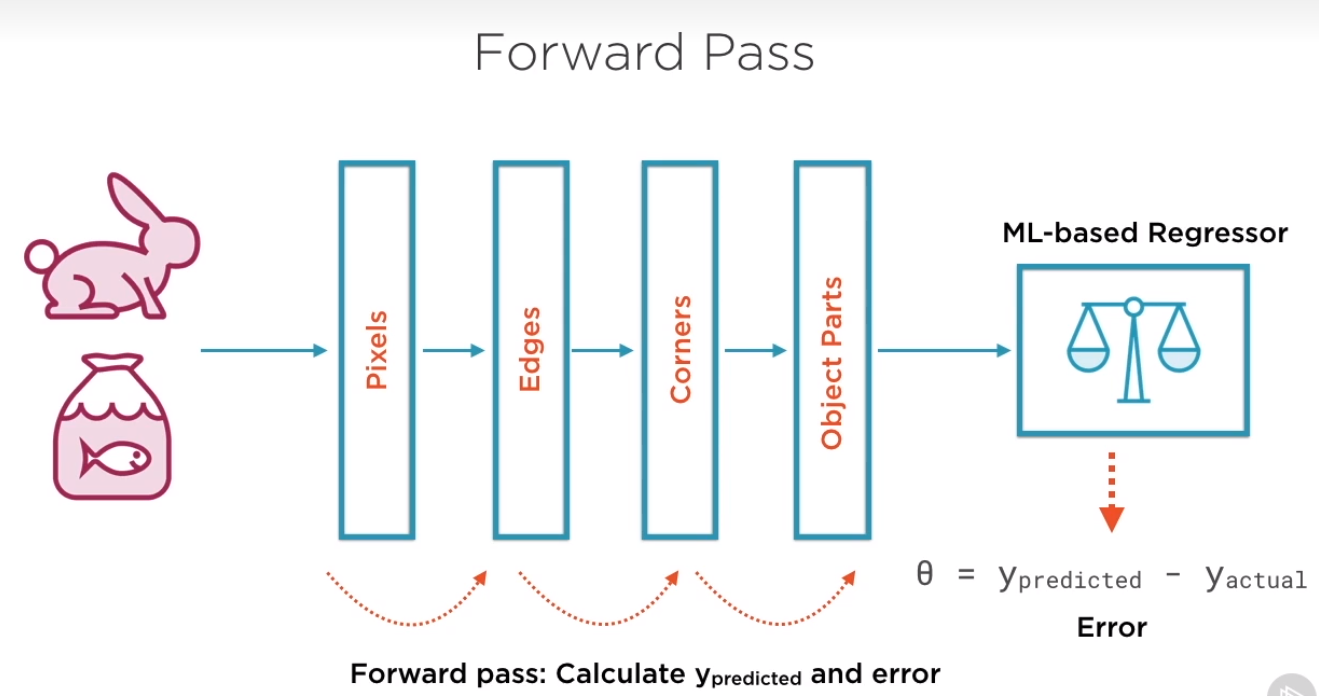 Forward Pass
Pixels
Edges
Corners
Object Parts
ML-based Regressor
θ = ypredicted - yactual
Error
Forward pass: Calculate ypredicted and error